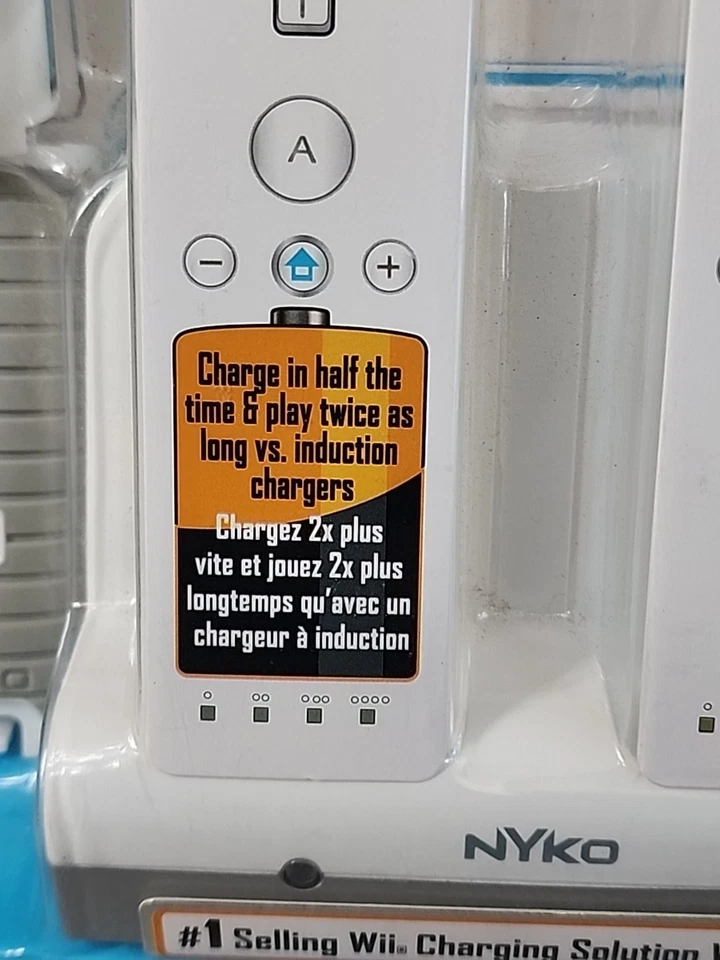 A
Charge in half the
time & play twice as
long vs. induction
chargers
Chargez 2x plus
vite et jouez 2x plus
longtemps qu'avec un
chargeur à induction
NYKO
#1 Selling Wii Charging Solution